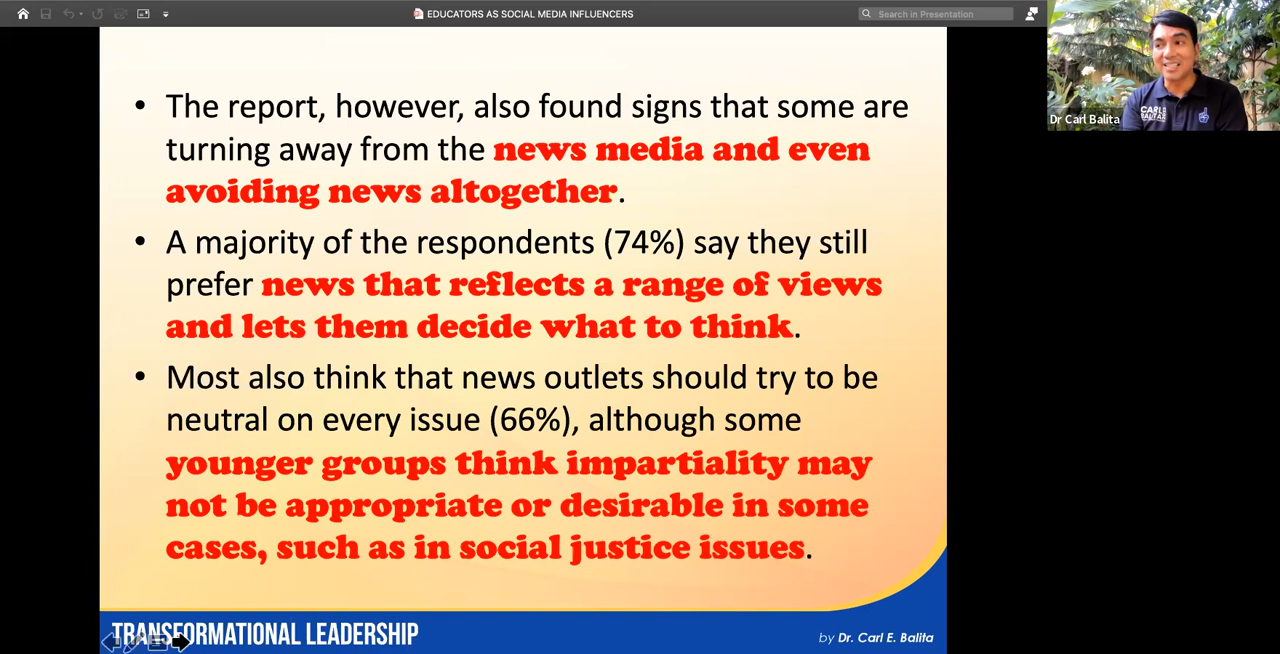 EDUCATORS AS SOCIAL MEDIA INFLUENCERS
Search in Presentation
• The report, however, also found signs that some are
turning away from the news media and even
avoiding news altogether.
• A majority of the respondents (74%) say they still
prefer news that reflects a range of views
and lets them decide what to think.
• Most also think that news outlets should try to be
neutral on every issue (66%), although some
younger groups think impartiality may
not be appropriate or desirable in some
cases, such as in social justice issues.
TRANSFORMATIONAL LEADERSHIP
by Dr. Carl E. Balita
CARL
BALITA
Dr Carl Balita